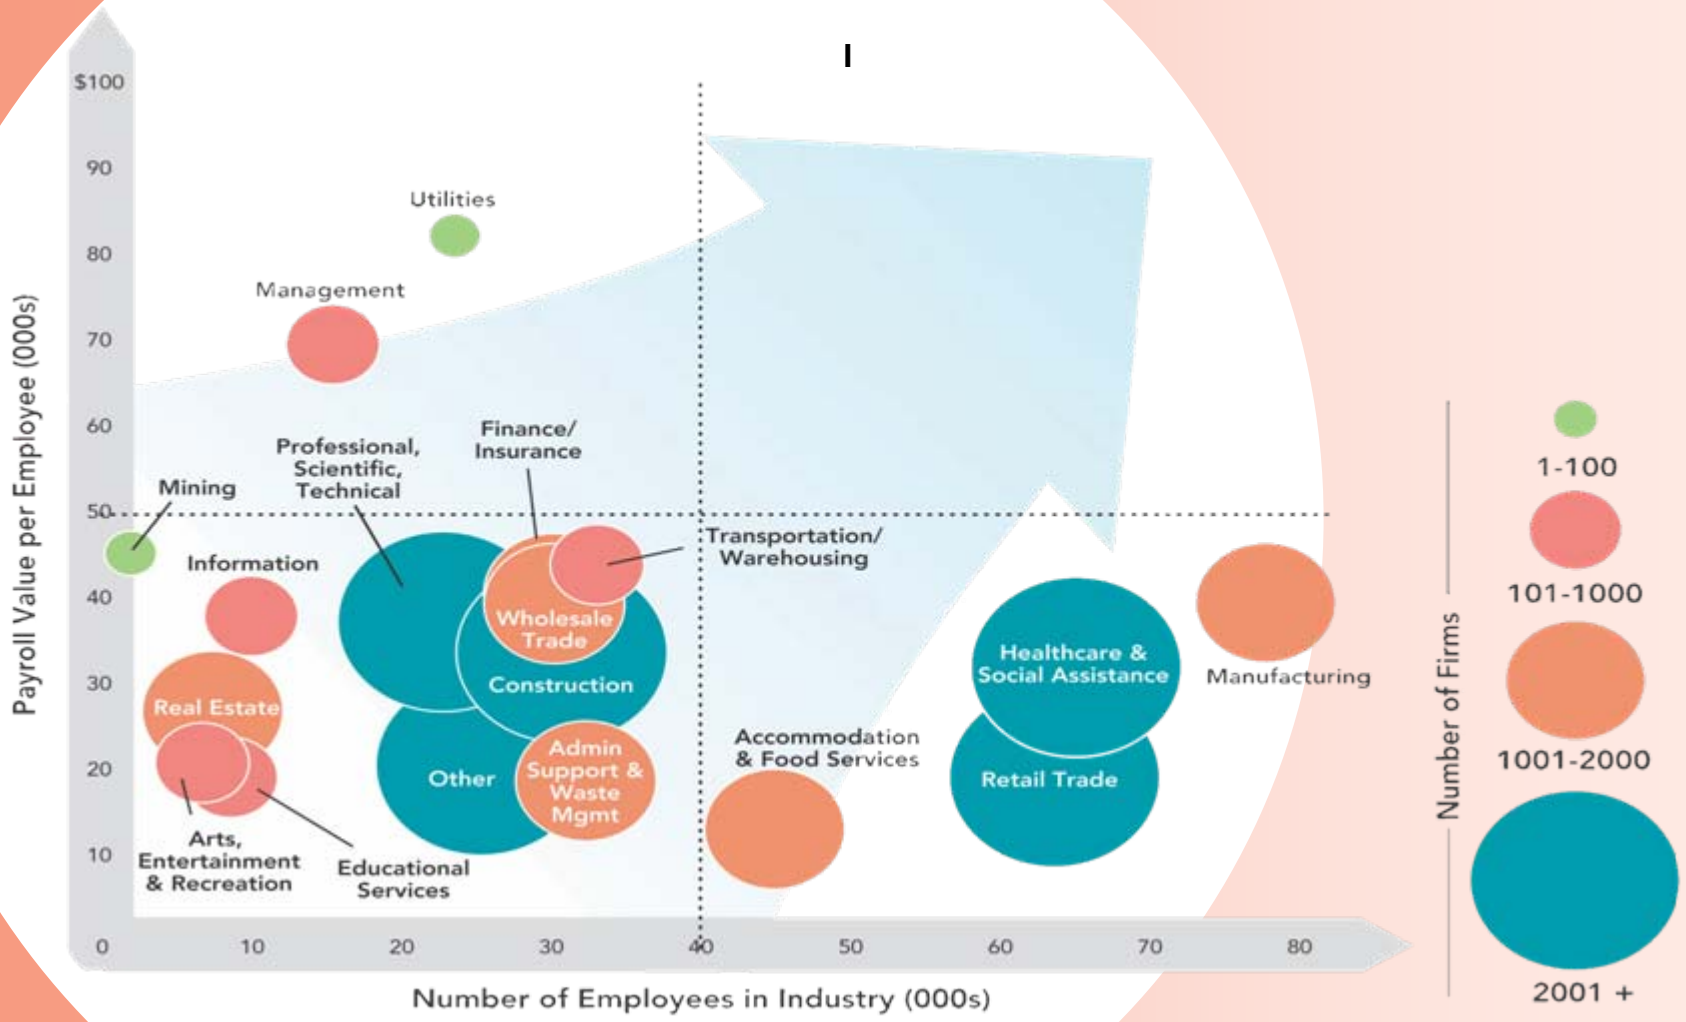 I
$100
90
80
70
60
50
40
30
20
10
0
10
20
30
40
50
60
70
80
Payroll Value per Employee (000s)
Number of Employees in Industry (000s)
Utilities
Management
Finance/
Insurance
Professional,
Scientific,
Technical
Mining
Information
Transportation/
Warehousing
Wholesale
Trade
Construction
Real Estate
Other
Admin
Support &
Waste
Mgmt
Arts,
Entertainment
& Recreation
Educational
Services
Accommodation
& Food Services
Healthcare &
Social Assistance
Retail Trade
Manufacturing
Number of Firms
1-100
101-1000
1001-2000
2001 +